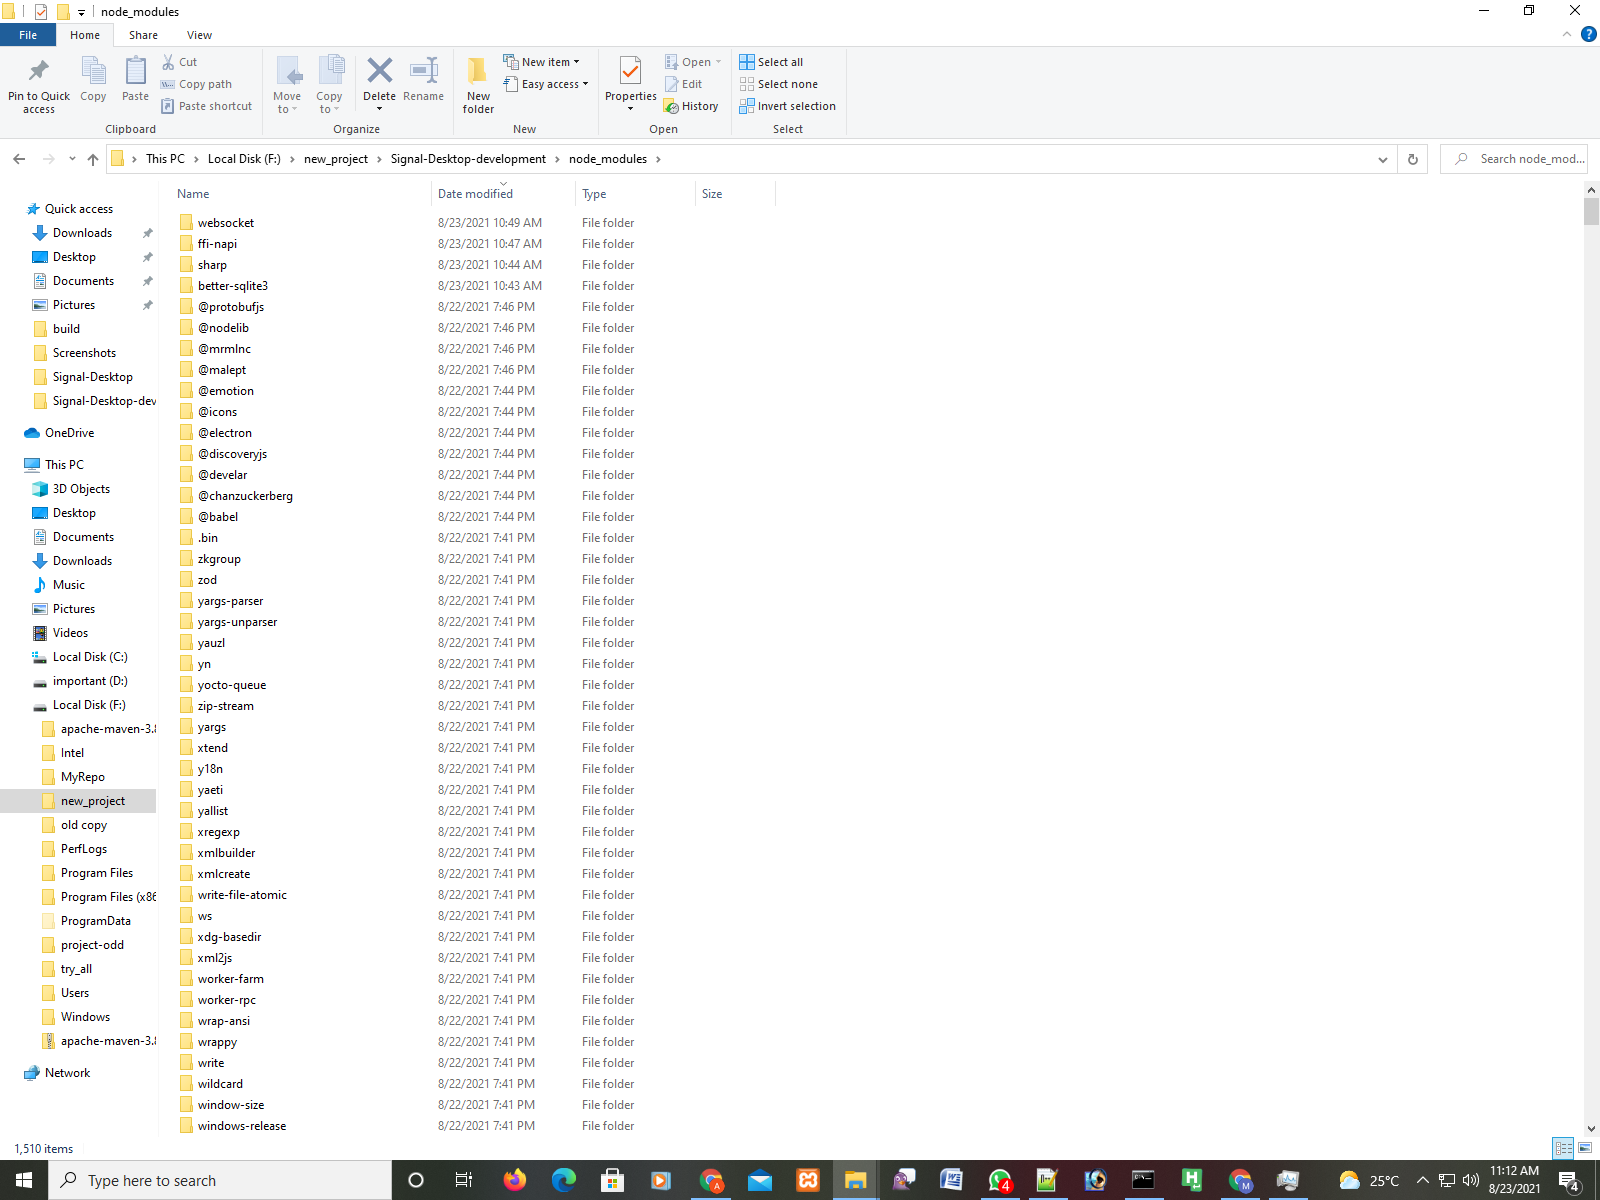 node_modules
File Home Share View
Pin to Quick access
Copy
Paste
Cut
Copy path
Paste shortcut
Clipboard
Move to
Copy to
Delete
Rename
Organize
New folder
New item
Easy access
New
Properties
Open
Edit
History
Open
Select all
Select none
Invert selection
Select
This PC Local Disk (F:) new_project Signal-Desktop-development node_modules
Search node_mod...
Quick access
Downloads
Desktop
Documents
Pictures
build
Screenshots
Signal-Desktop
Signal-Desktop-dev
OneDrive
This PC
3D Objects
Desktop
Documents
Downloads
Music
Pictures
Videos
Local Disk (C:)
important (D:)
Local Disk (F:)
apache-maven-3.8
Intel
MyRepo
new_project
old copy
PerfLogs
Program Files
Program Files (x86
ProgramData
project-odd
try_all
Users
Windows
apache-maven-3.8
Network
Name Date modified Type Size
websocket 8/23/2021 10:49 AM File folder
ffi-napi 8/23/2021 10:47 AM File folder
sharp 8/23/2021 10:44 AM File folder
better-sqlite3 8/23/2021 10:43 AM File folder
@protobufjs 8/22/2021 7:46 PM File folder
@nodelib 8/22/2021 7:46 PM File folder
@mrmlnc 8/22/2021 7:46 PM File folder
@malept 8/22/2021 7:46 PM File folder
@emotion 8/22/2021 7:44 PM File folder
@icons 8/22/2021 7:44 PM File folder
@electron 8/22/2021 7:44 PM File folder
@discoveryjs 8/22/2021 7:44 PM File folder
@develar 8/22/2021 7:44 PM File folder
@chanzuckerberg 8/22/2021 7:44 PM File folder
@babel 8/22/2021 7:44 PM File folder
.bin 8/22/2021 7:41 PM File folder
zkgroup 8/22/2021 7:41 PM File folder
zod 8/22/2021 7:41 PM File folder
yargs-parser 8/22/2021 7:41 PM File folder
yargs-unparser 8/22/2021 7:41 PM File folder
yauzl 8/22/2021 7:41 PM File folder
yn 8/22/2021 7:41 PM File folder
yocto-queue 8/22/2021 7:41 PM File folder
zip-stream 8/22/2021 7:41 PM File folder
yargs 8/22/2021 7:41 PM File folder
xtend 8/22/2021 7:41 PM File folder
y18n 8/22/2021 7:41 PM File folder
yaeti 8/22/2021 7:41 PM File folder
yallist 8/22/2021 7:41 PM File folder
xregexp 8/22/2021 7:41 PM File folder
xmlbuilder 8/22/2021 7:41 PM File folder
xmlcreate 8/22/2021 7:41 PM File folder
write-file-atomic 8/22/2021 7:41 PM File folder
ws 8/22/2021 7:41 PM File folder
xdg-basedir 8/22/2021 7:41 PM File folder
xml2js 8/22/2021 7:41 PM File folder
worker-farm 8/22/2021 7:41 PM File folder
worker-rpc 8/22/2021 7:41 PM File folder
wrap-ansi 8/22/2021 7:41 PM File folder
wrappy 8/22/2021 7:41 PM File folder
write 8/22/2021 7:41 PM File folder
wildcard 8/22/2021 7:41 PM File folder
window-size 8/22/2021 7:41 PM File folder
windows-release 8/22/2021 7:41 PM File folder
1,510 items
Type here to search
25°C
11:12 AM
8/23/2021
4